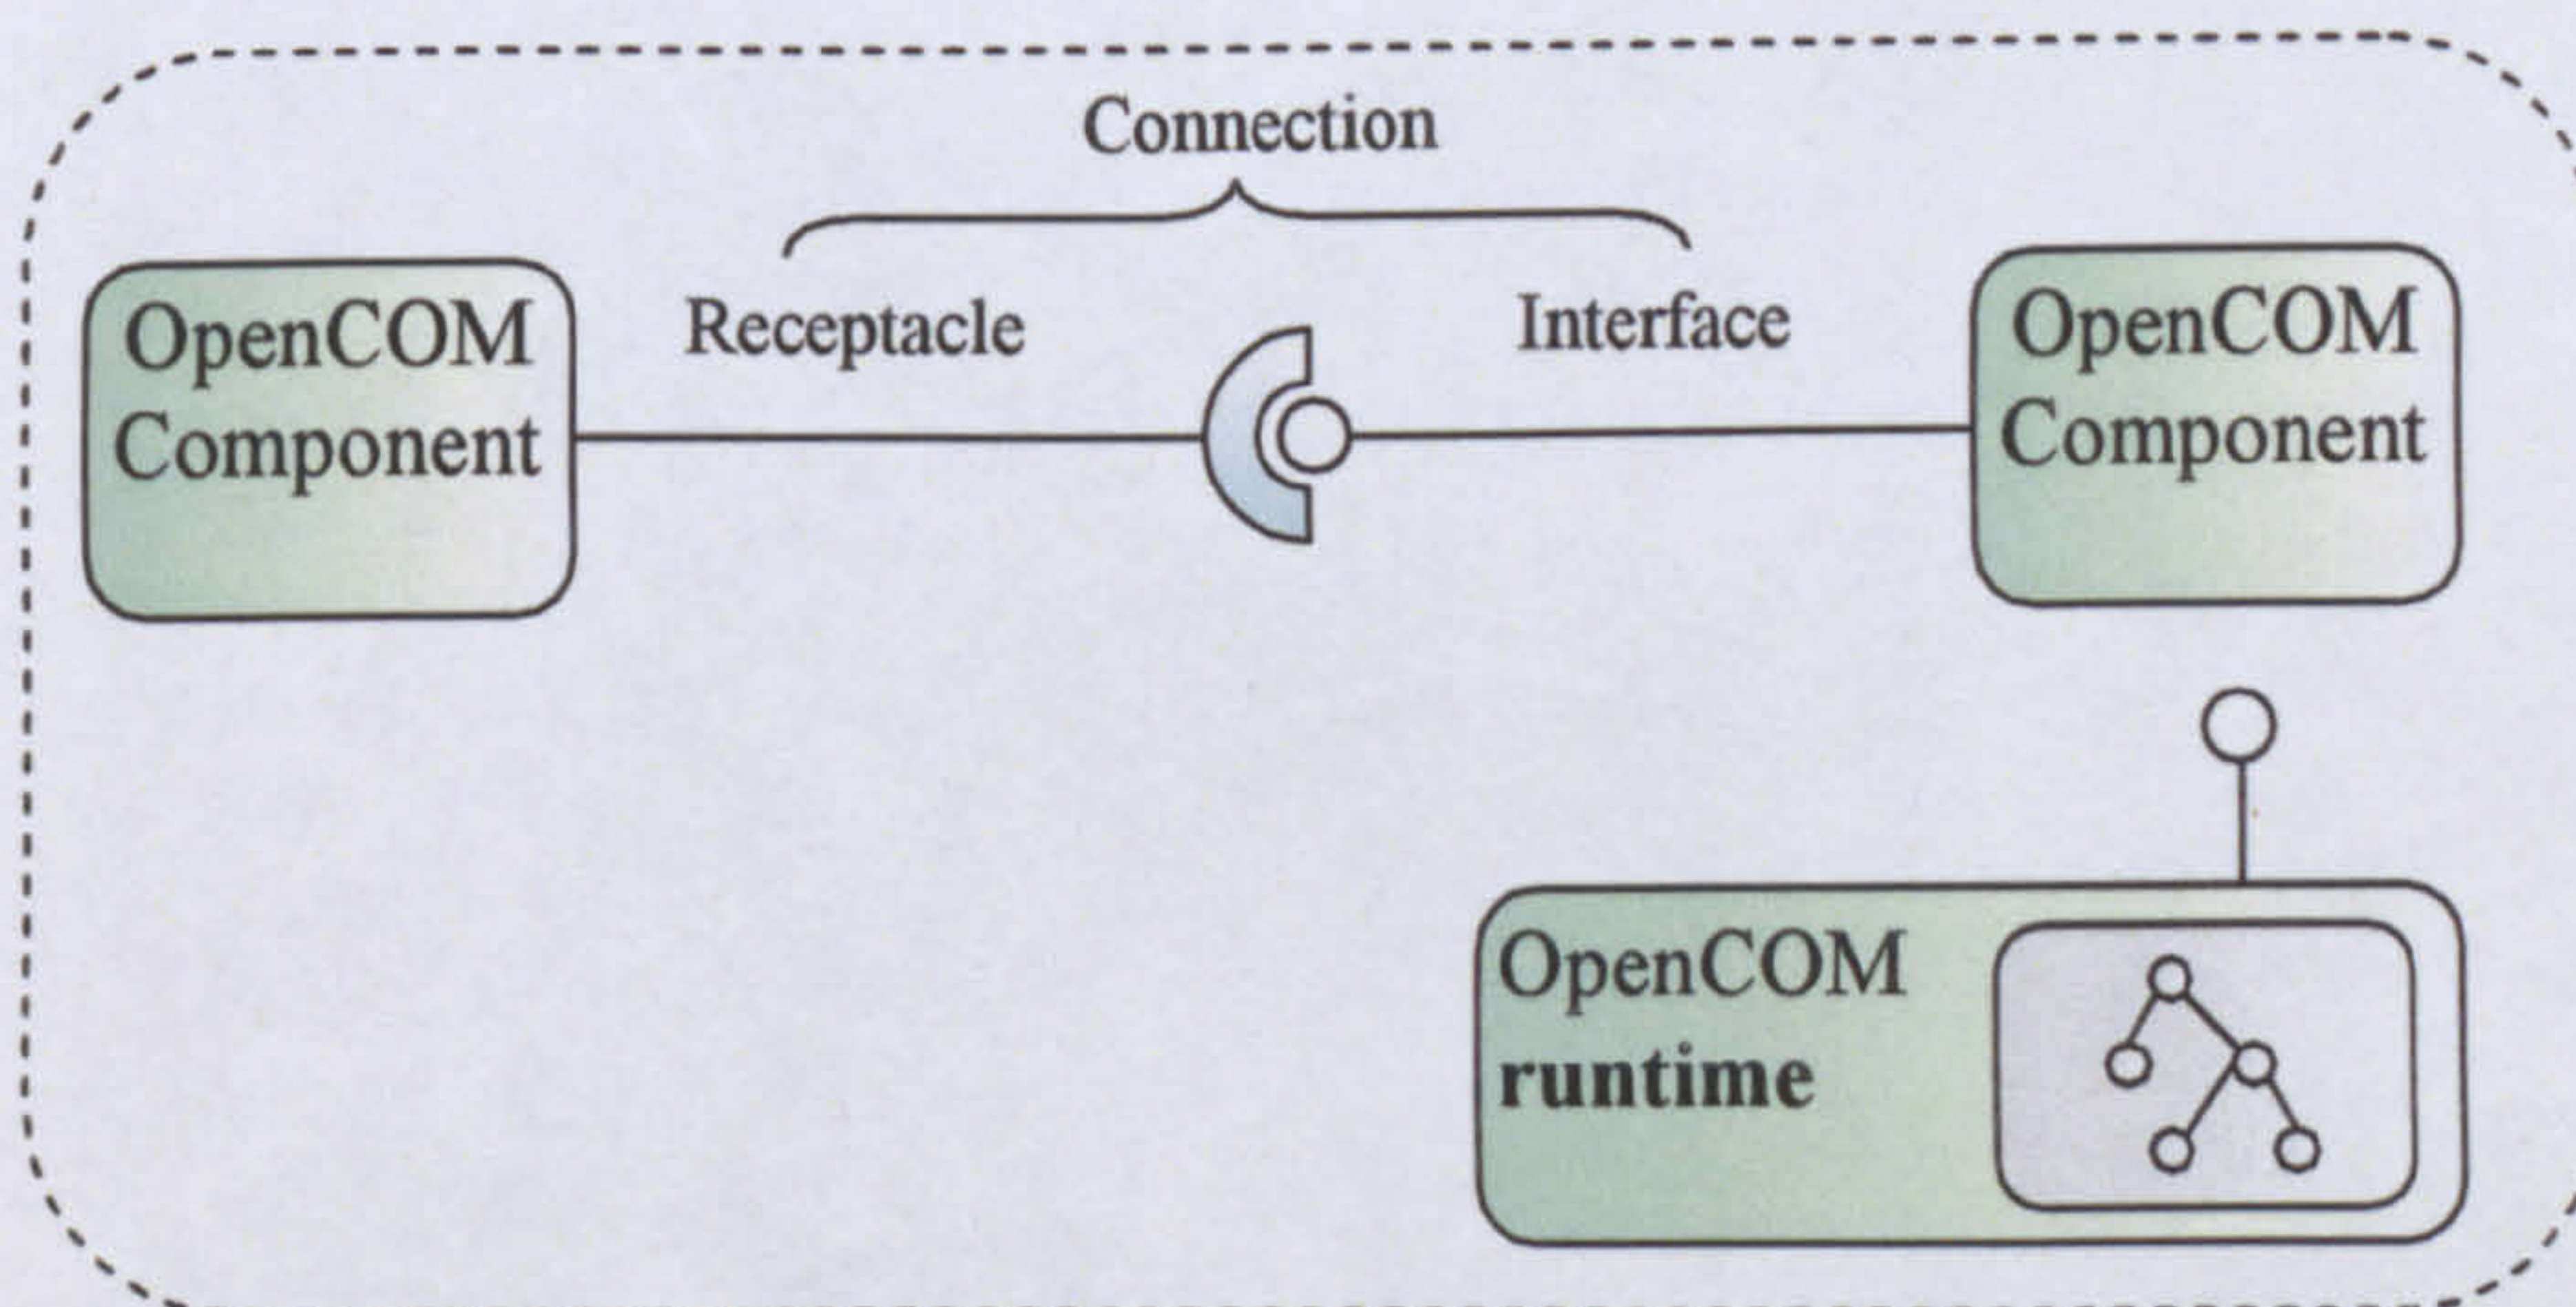 Connection
OpenCOM
Component
Receptacle
Interface
OpenCOM
Component
OpenCOM
runtime